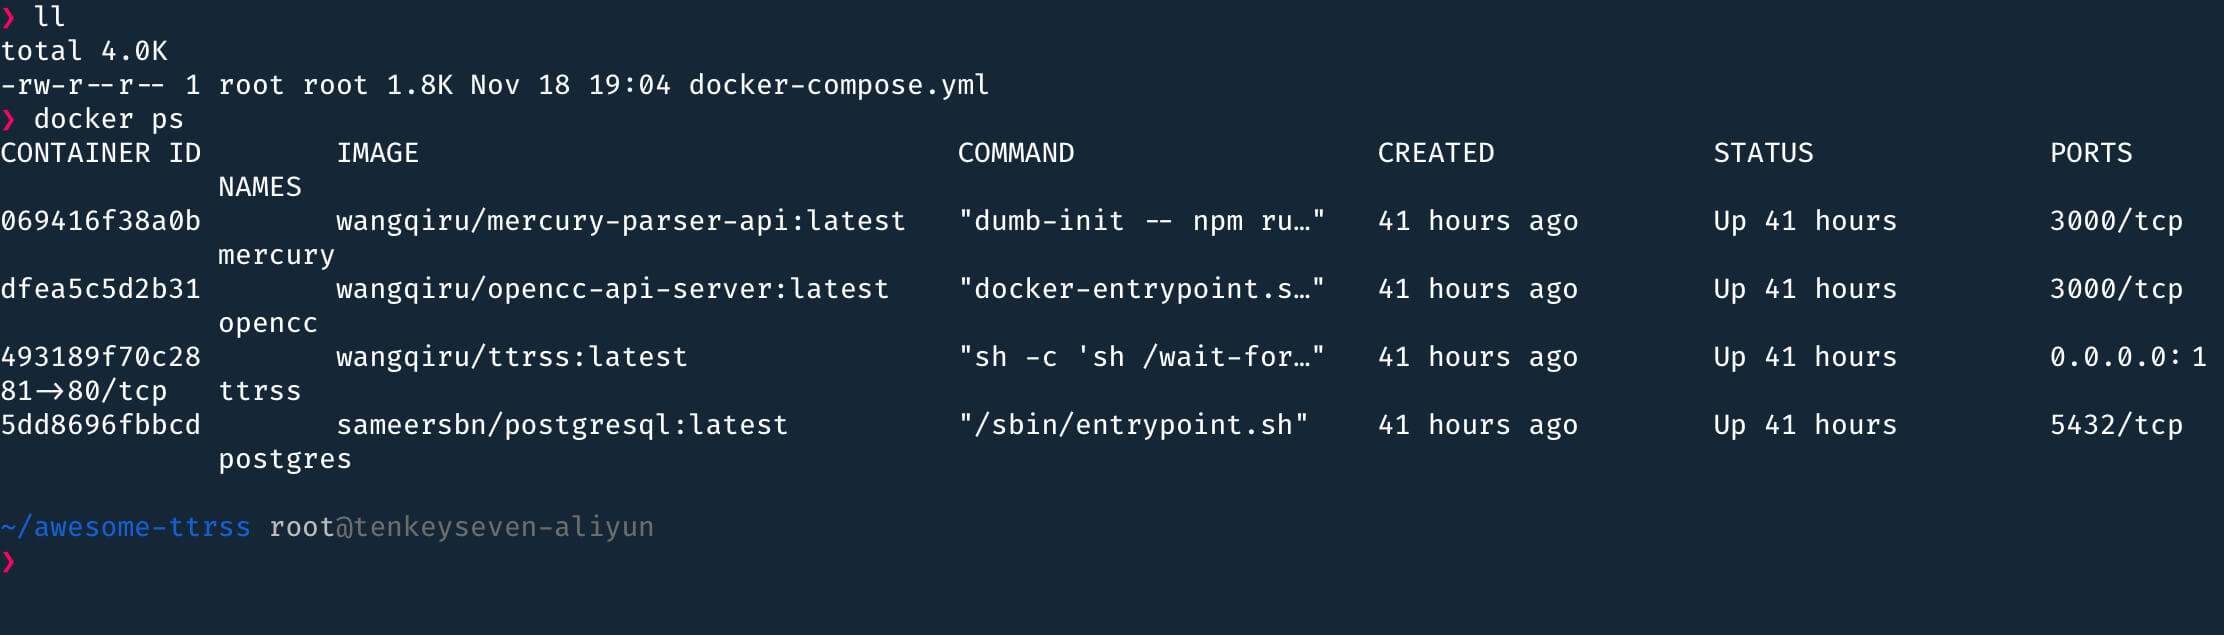 ❯ ll
total 4.0K
-rw-r--r-- 1 root root 1.8K Nov 18 19:04 docker-compose.yml
❯ docker ps
CONTAINER ID        IMAGE                                COMMAND                  CREATED             STATUS              PORTS
             NAMES
069416f38a0b        wangqiru/mercury-parser-api:latest   "dumb-init -- npm ru…"   41 hours ago        Up 41 hours         3000/tcp
             mercury
dfea5c5d2b31        wangqiru/opencc-api-server:latest    "docker-entrypoint.s…"   41 hours ago        Up 41 hours         3000/tcp
             opencc
493189f70c28        wangqiru/ttrss:latest                "sh -c 'sh /wait-for…"   41 hours ago        Up 41 hours         0.0.0.0:1
81->80/tcp   ttrss
5dd8696fbbcd        sameersbn/postgresql:latest          "/sbin/entrypoint.sh"    41 hours ago        Up 41 hours         5432/tcp
             postgres
~/awesome-ttrss root@tenkeyseven-aliyun
❯